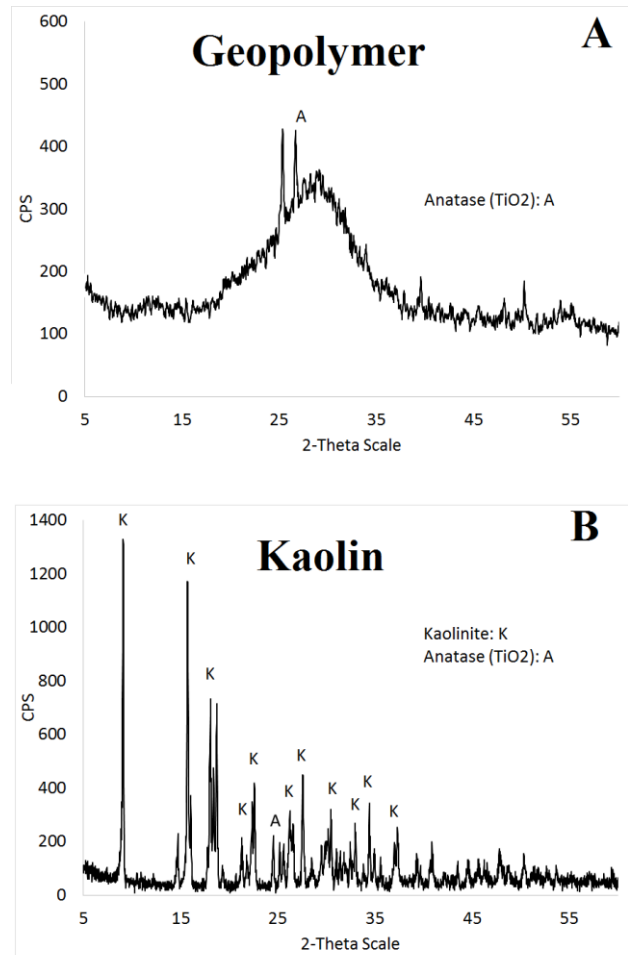 Geopolymer
A
600
500
400
300
200
100
0
CPS
A
Anatase (TiO2): A
5
15
25
35
45
55
2-Theta Scale
Kaolin
B
1400
1200
1000
800
600
400
200
0
CPS
K
K
K
K
K
A
K
K
K
K
K
K
Kaolinite: K
Anatase (TiO2): A
5
15
25
35
45
55
2-Theta Scale